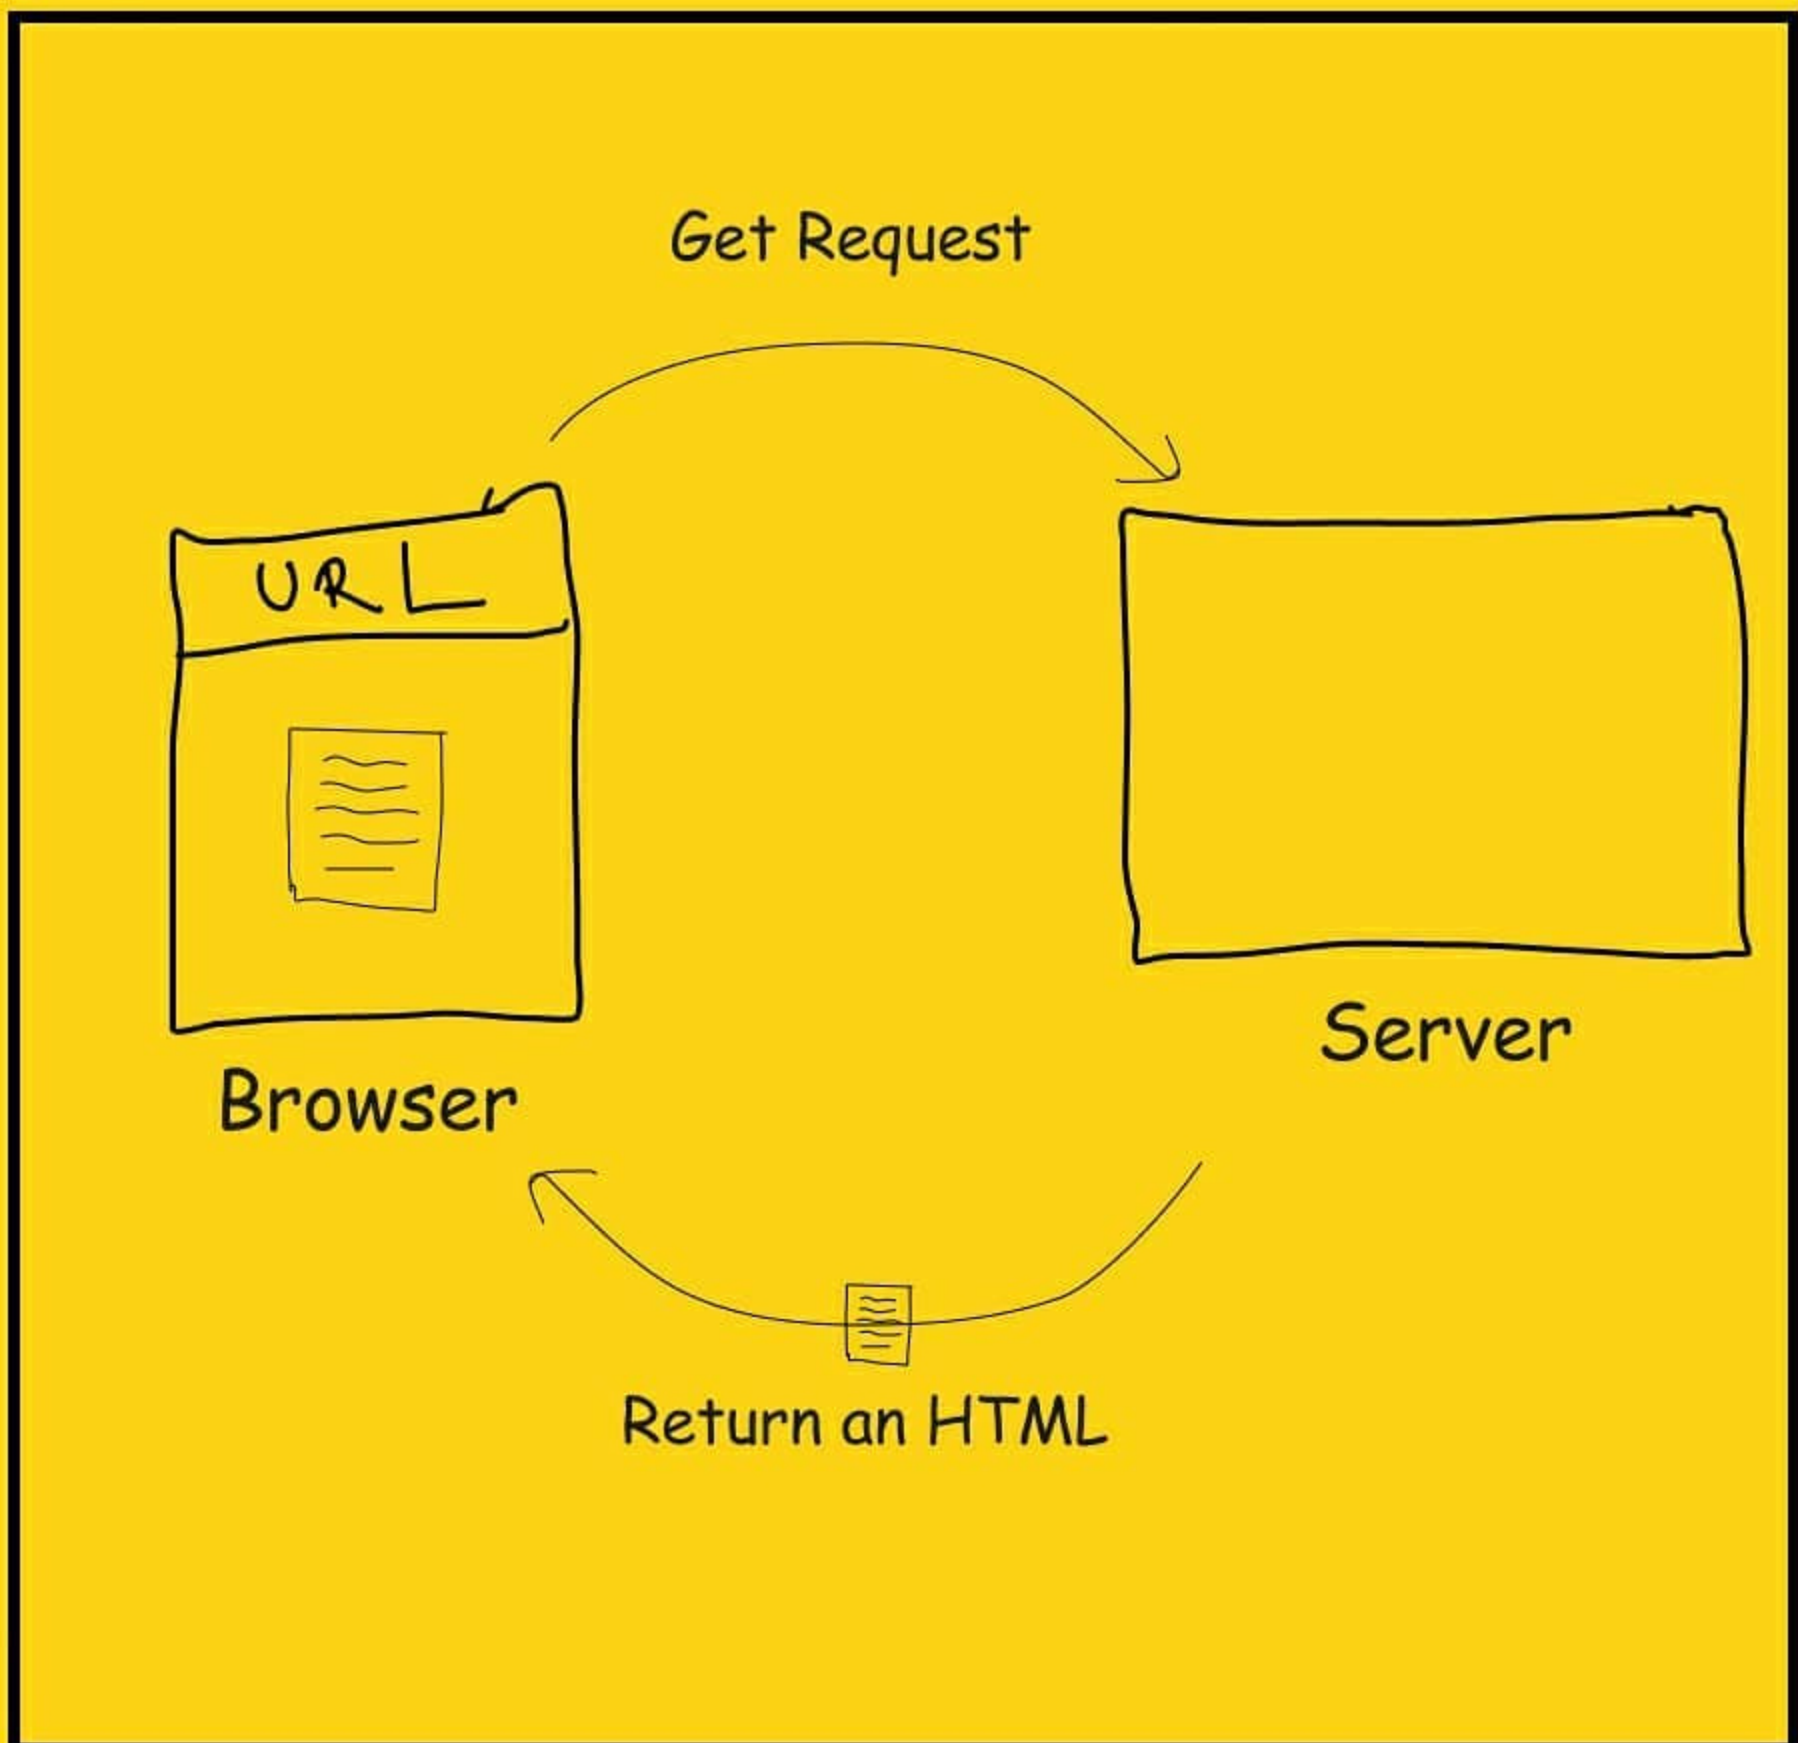 Get Request
URL
Server
Browser
Return an HTML